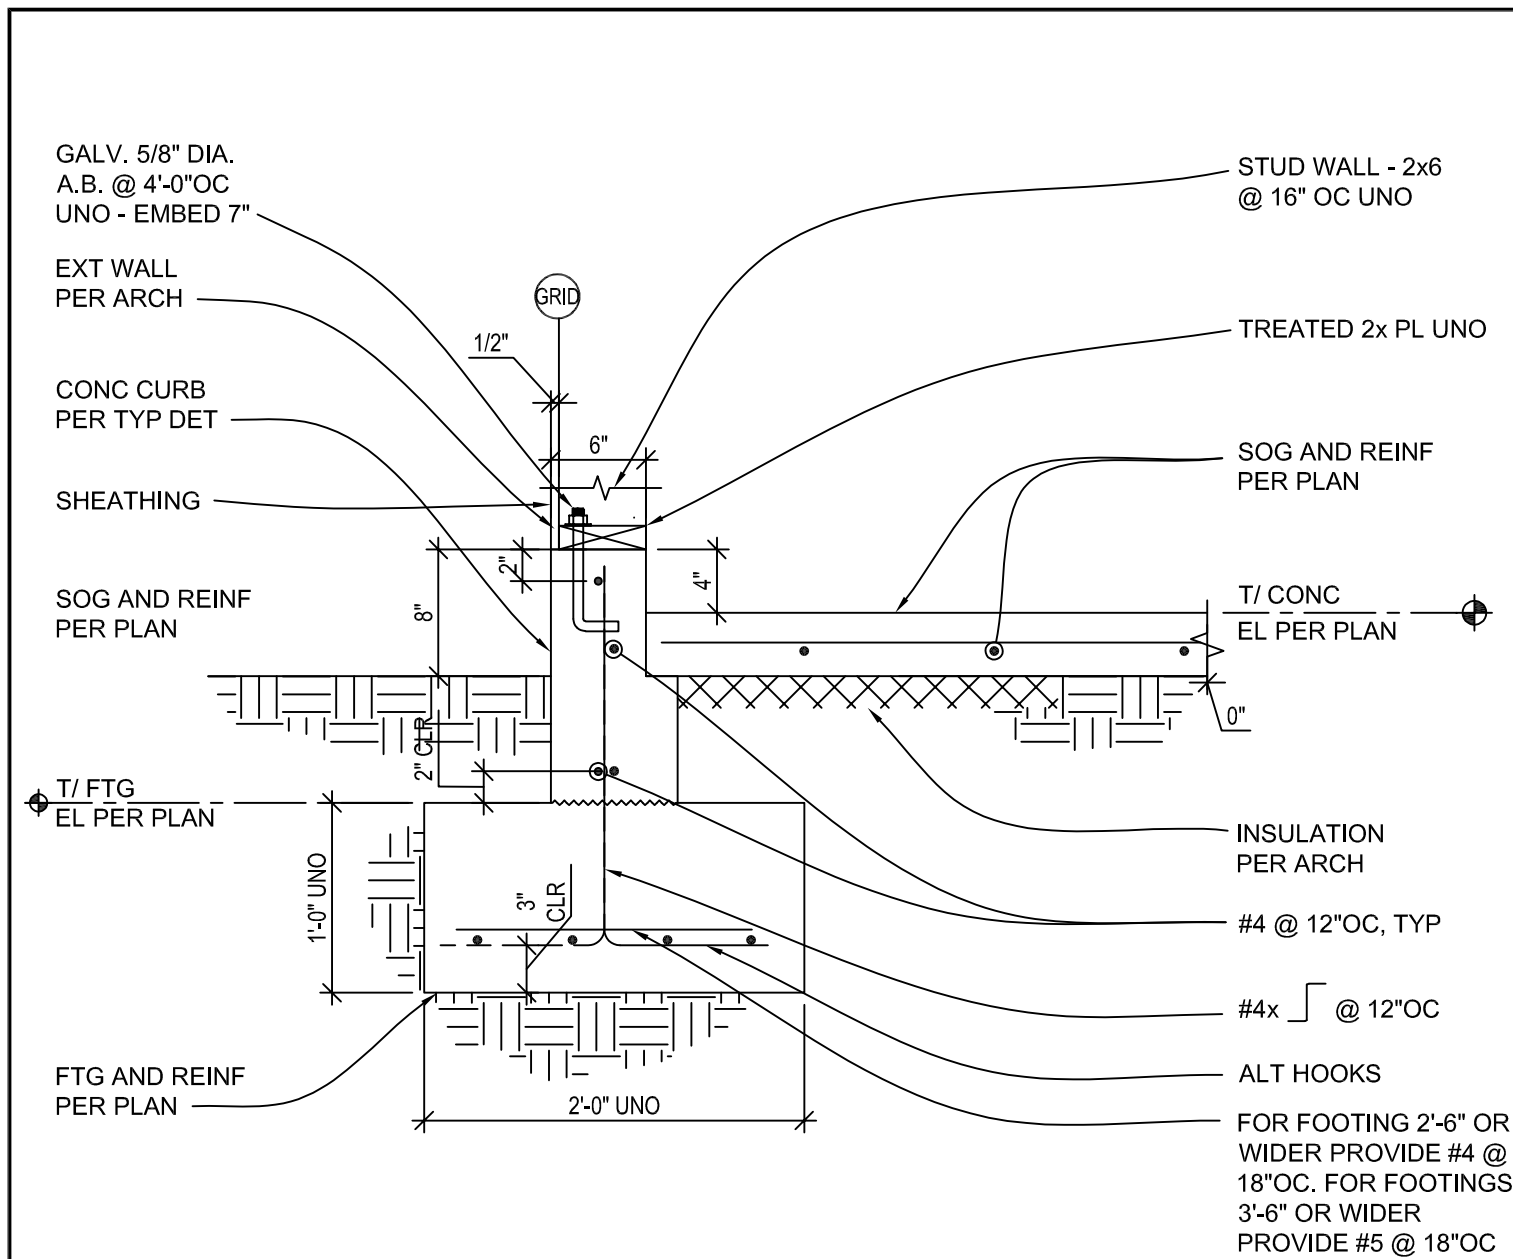 GALV. 5/8" DIA.
A.B. @ 4'-0"OC
UNO - EMBED 7"
EXT WALL
PER ARCH
CONC CURB
PER TYP DET
SHEATHING
SOG AND REINF
PER PLAN
T/ FTG
EL PER PLAN
FTG AND REINF
PER PLAN
GRID
1/2"
6"
2"
8"
4"
2" CLR
1'-0" UNO
3"
CLR
2'-0" UNO
0"
STUD WALL - 2x6
@ 16" OC UNO
TREATED 2x PL UNO
SOG AND REINF
PER PLAN
T/ CONC
EL PER PLAN
INSULATION
PER ARCH
#4 @ 12"OC, TYP
#4x @ 12"OC
ALT HOOKS
FOR FOOTING 2'-6" OR
WIDER PROVIDE #4 @
18"OC. FOR FOOTINGS
3'-6" OR WIDER
PROVIDE #5 @ 18"OC